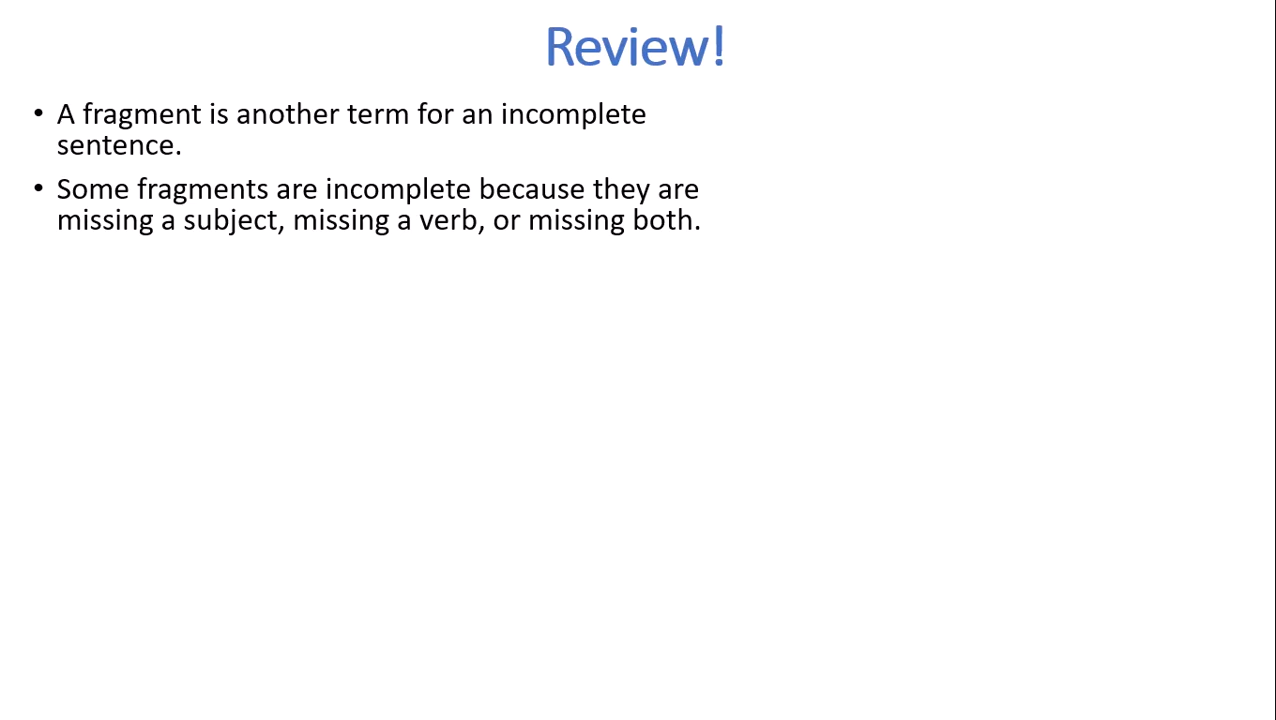 Review!
• A fragment is another term for an incomplete
sentence.
• Some fragments are incomplete because they are
missing a subject, missing a verb, or missing both.